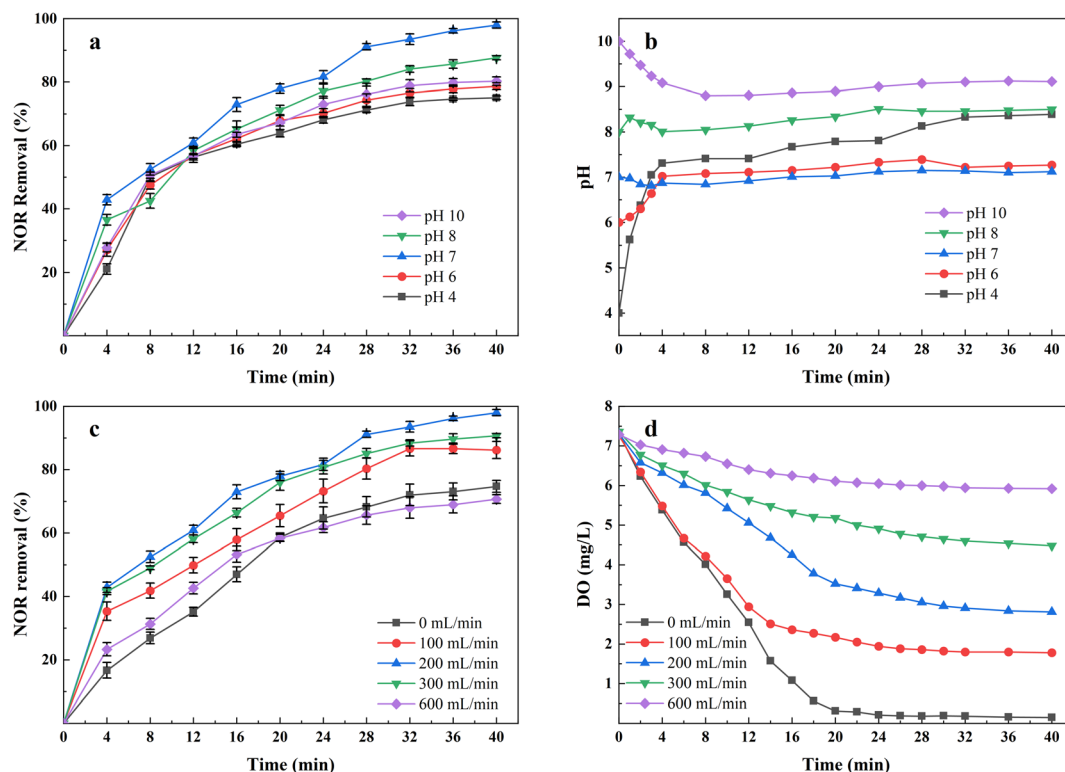 a
NOR Removal (%)
100
80
60
40
20
0 4 8 12 16 20 24 28 32 36 40
Time (min)
pH 10
pH 8
pH 7
pH 6
pH 4
b
pH
10
9
8
7
6
5
4
0 4 8 12 16 20 24 28 32 36 40
Time (min)
pH 10
pH 8
pH 7
pH 6
pH 4
c
NOR removal (%)
100
80
60
40
20
0 4 8 12 16 20 24 28 32 36 40
Time (min)
0 mL/min
100 mL/min
200 mL/min
300 mL/min
600 mL/min
d
DO (mg/L)
8
7
6
5
4
3
2
1
0 4 8 12 16 20 24 28 32 36 40
Time (min)
0 mL/min
100 mL/min
200 mL/min
300 mL/min
600 mL/min